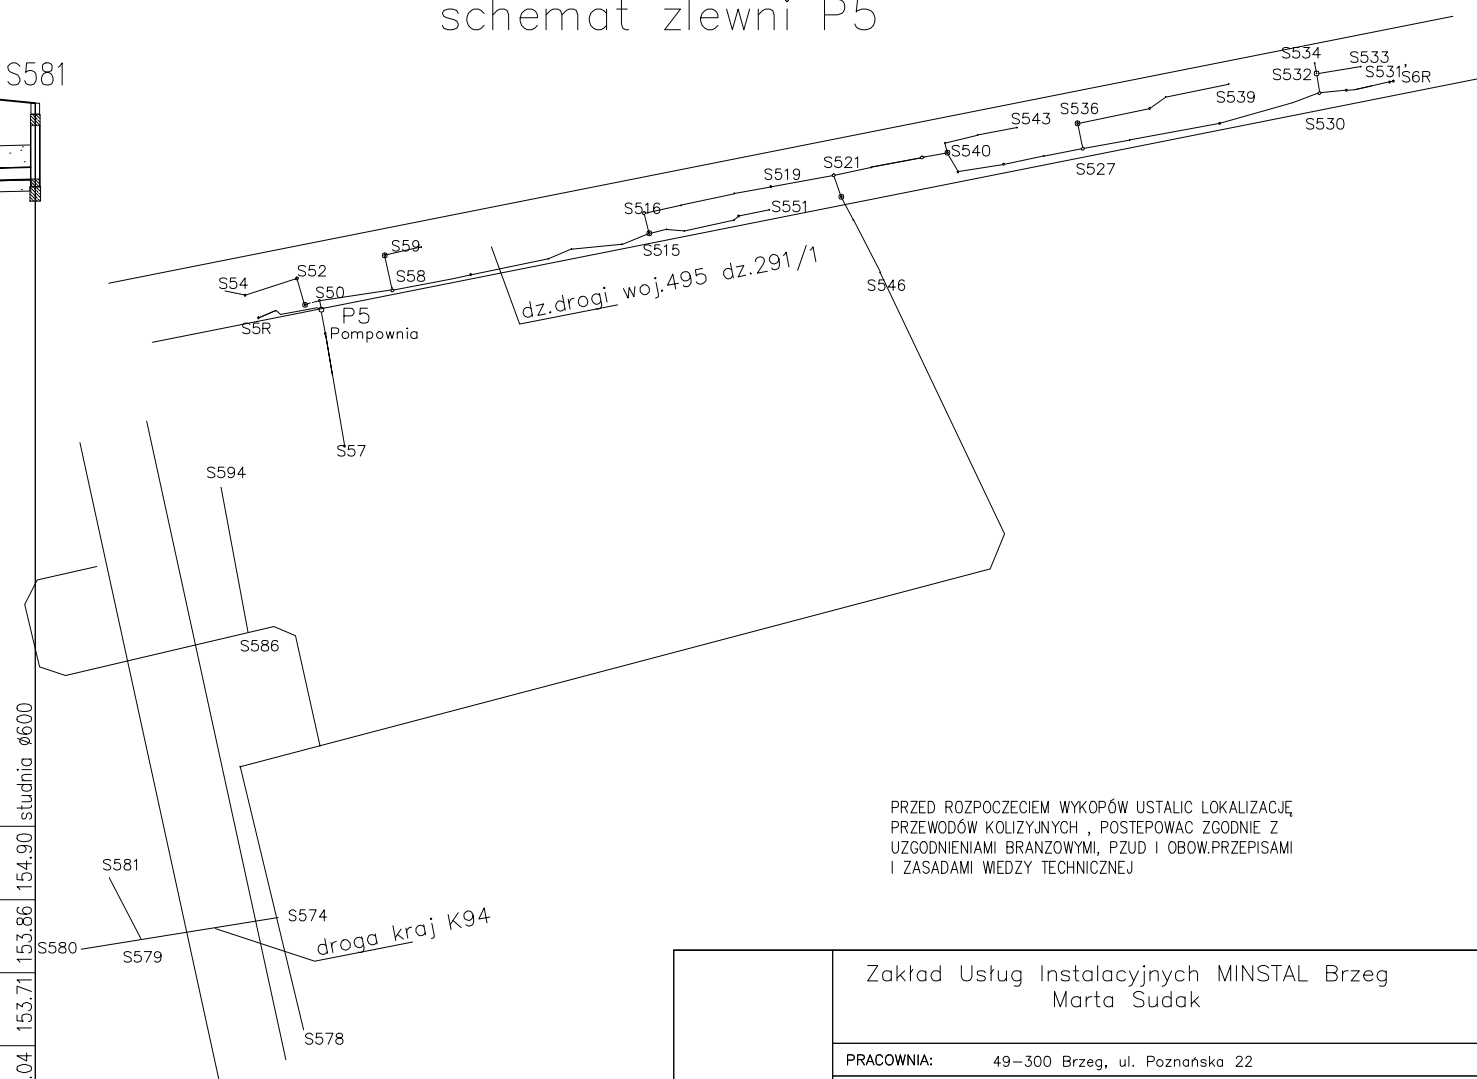 schemat zlewni P5
S581
S534
S533
S532
S531'
S6R
S539
S530
S536
S543
S540
S527
S521
S519
S516
S551
S515
S546
S59
S58
S52
S54
S50
P5
Pompownia
S5R
dz.drogi woj.495 dz.291/1
S57
S594
S586
studnia ø600
154.90
153.86
153.71
.04
S581
S574
S580
S579
droga kraj K94
S578
PRZED ROZPOCZECIEM WYKOPÓW USTALIC LOKALIZACJĘ
PRZEWODÓW KOLIZYJNYCH , POSTEPOWAC ZGODNIE Z
UZGODNIENIAMI BRANZOWYMI, PZUD I OBOW.PRZEPISAMI
I ZASADAMI WIEDZY TECHNICZNEJ
Zakład Usług Instalacyjnych MINSTAL Brzeg
Marta Sudak
PRACOWNIA: 49-300 Brzeg, ul. Poznańska 22